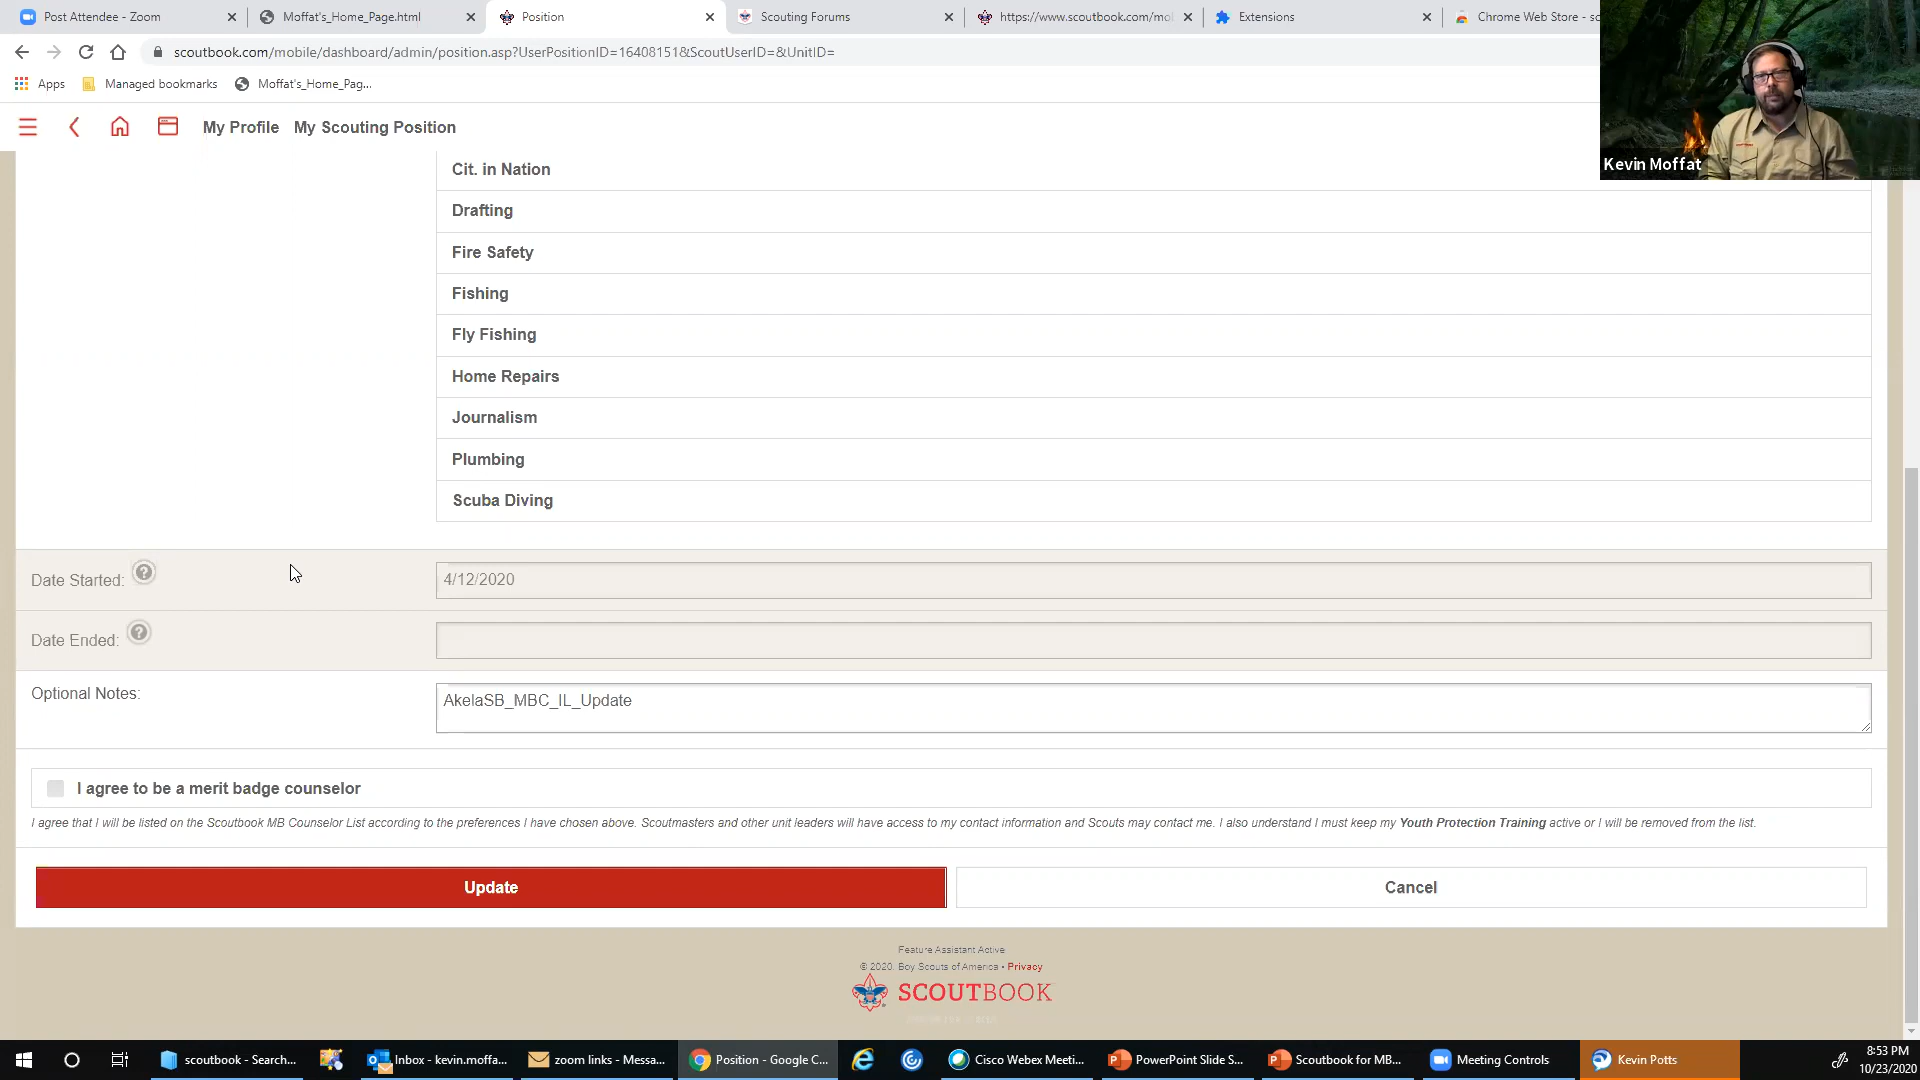 Post Attendee - Zoom
Moffat's_Home_Page.html
Position
Scouting Forums
https://www.scoutbook.com/mo
Extensions
Chrome Web Store - sc
scoutbook.com/mobile/dashboard/admin/position.asp?UserPositionID=16408151&ScoutUserID=&UnitID=
Apps
Managed bookmarks
Moffat's_Home_Pag...
My Profile
My Scouting Position
Kevin Moffat
Cit. in Nation
Drafting
Fire Safety
Fishing
Fly Fishing
Home Repairs
Journalism
Plumbing
Scuba Diving
Date Started:
4/12/2020
Date Ended:
Optional Notes:
AkelaSB_MBC_IL_Update
I agree to be a merit badge counselor
I agree that I will be listed on the Scoutbook MB Counselor List according to the preferences I have chosen above. Scoutmasters and other unit leaders will have access to my contact information and Scouts may contact me. I also understand I must keep my Youth Protection Training active or I will be removed from the list.
Update
Cancel
Feature Assistant Active
© 2020. Boy Scouts of America • Privacy
SCOUTBOOK
scoutbook - Search...
Inbox - kevin.moffa...
zoom links - Messa...
Position - Google C...
Cisco Webex Meeti...
PowerPoint Slide S...
Scoutbook for MB...
Meeting Controls
Kevin Potts
8:53 PM
10/23/2020